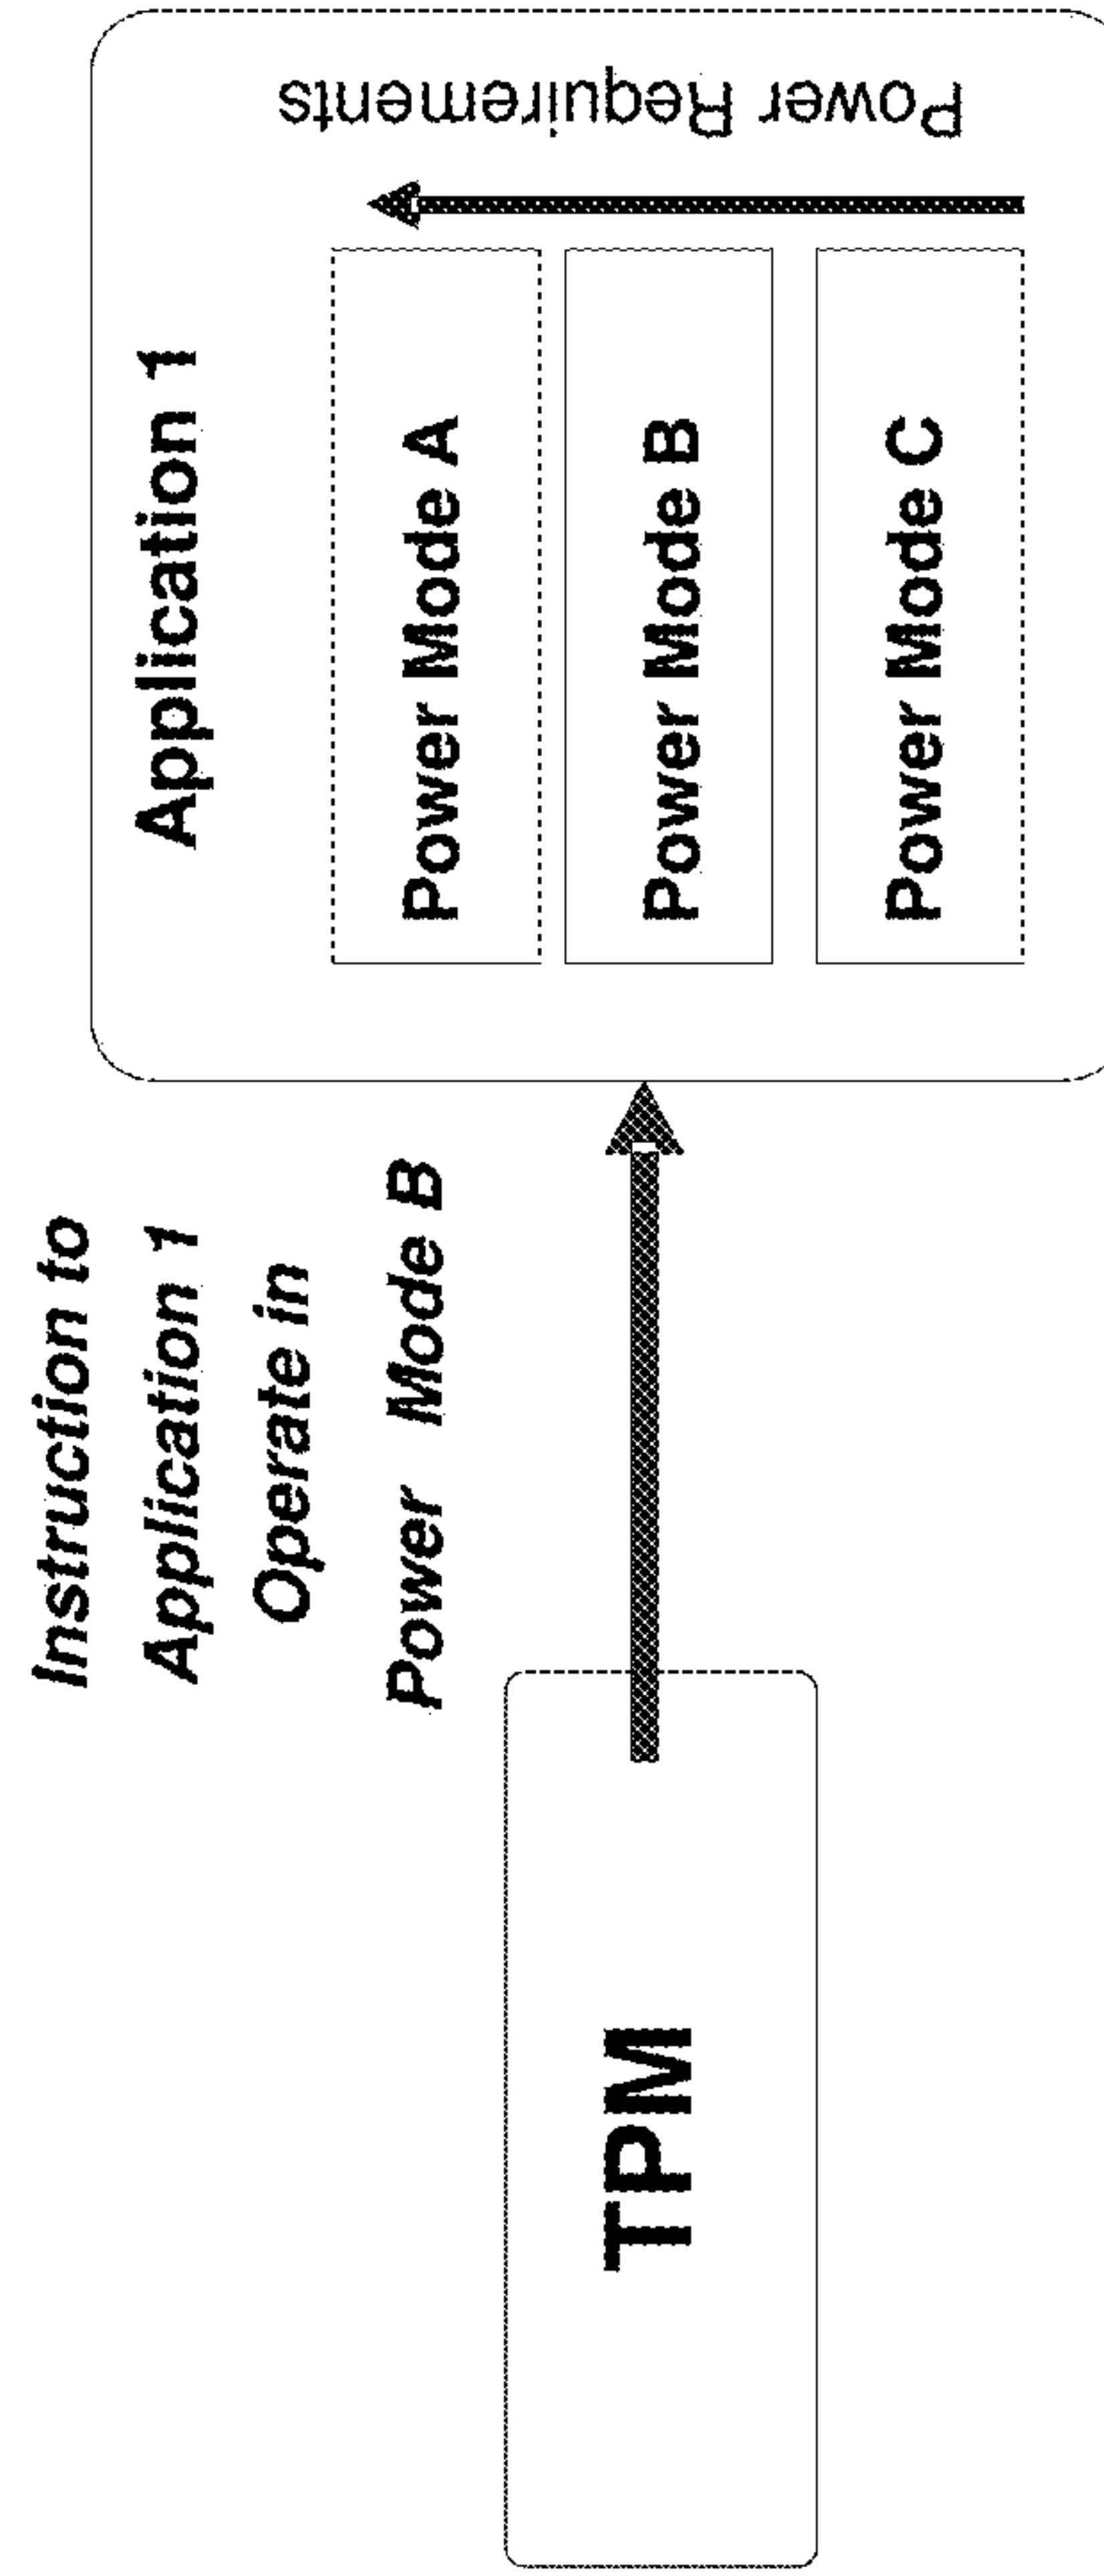 Instruction to
Application 1
Operate in
Power Mode B
TPM
Application 1
Power Mode A
Power Mode B
Power Mode C
Power Requirements